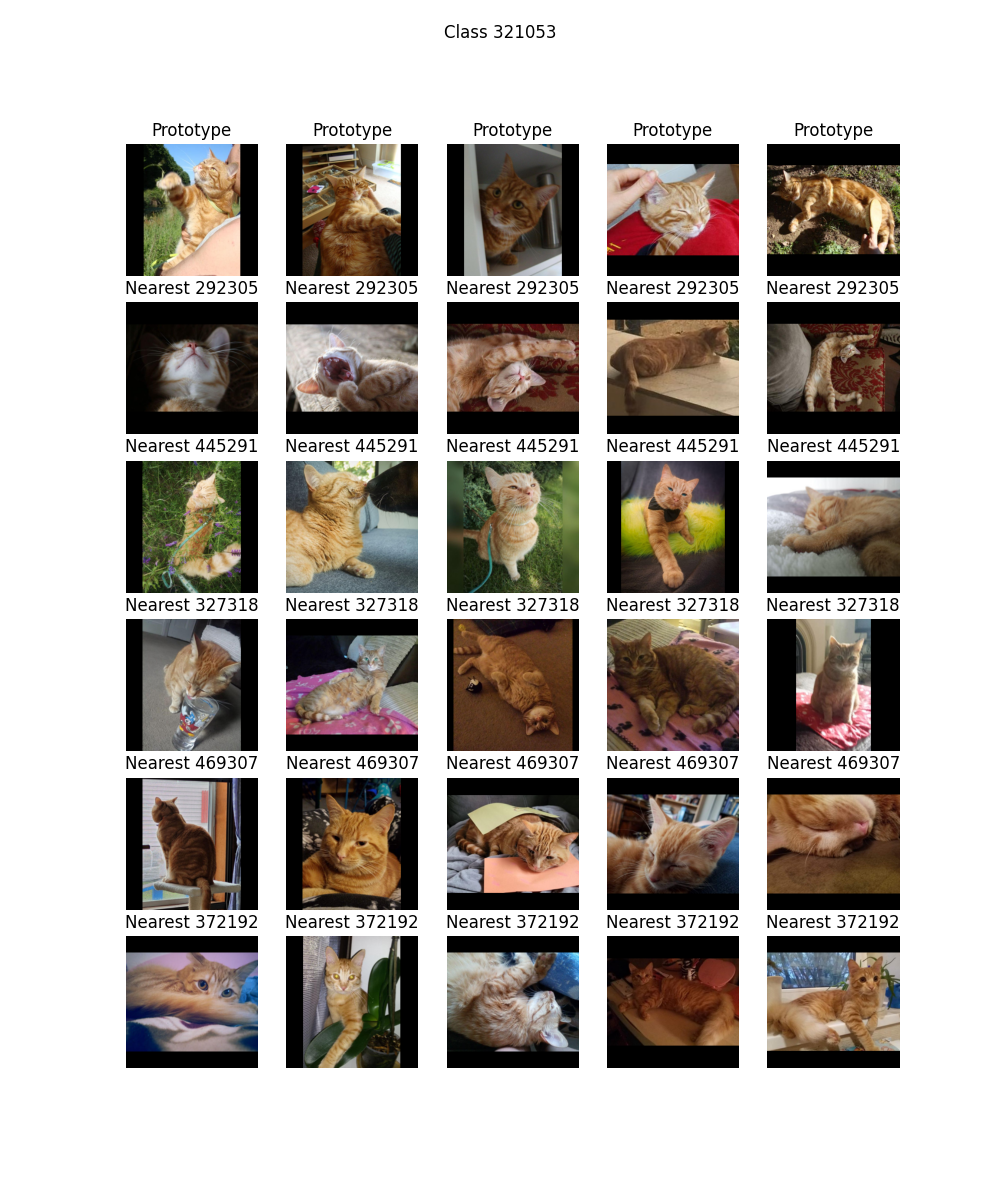 Class 321053
Prototype Prototype Prototype Prototype Prototype
Nearest 292305 Nearest 292305 Nearest 292305 Nearest 292305 Nearest 292305
Nearest 445291 Nearest 445291 Nearest 445291 Nearest 445291 Nearest 445291
Nearest 327318 Nearest 327318 Nearest 327318 Nearest 327318 Nearest 327318
Nearest 469307 Nearest 469307 Nearest 469307 Nearest 469307 Nearest 469307
Nearest 372192 Nearest 372192 Nearest 372192 Nearest 372192 Nearest 372192